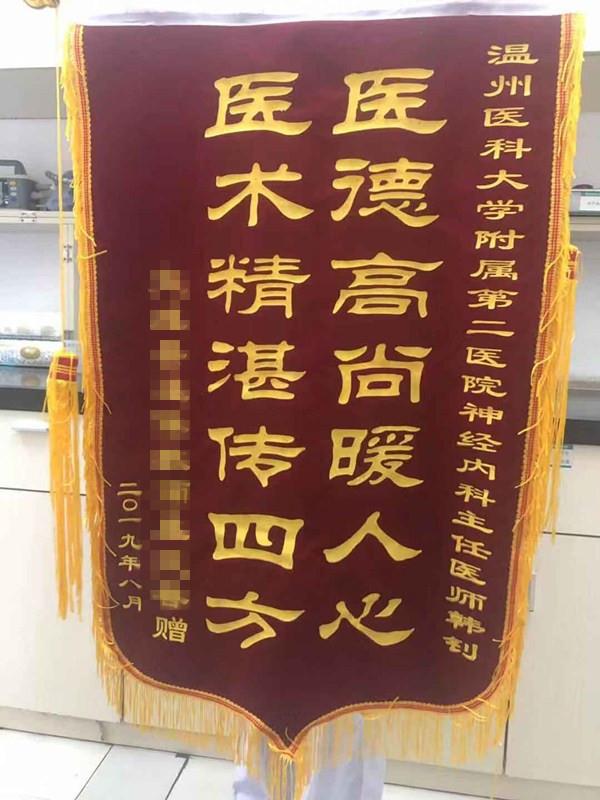 温州医科大学附属第二医院神经内科主任医师韩钊
医德高尚暖人心
医术精湛传四方
赠
二〇一九年八月